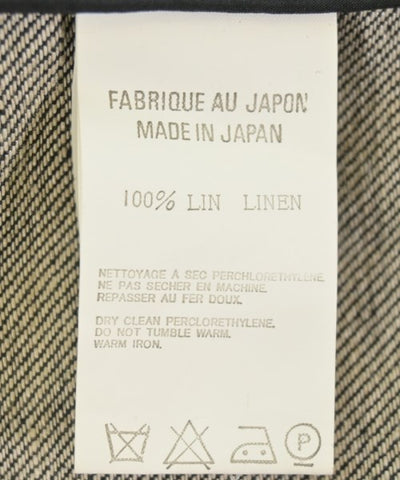 FABRIQUE AU JAPON
MADE IN JAPAN
100% LIN LINEN
NETTOYAGE À SEC PERCHLORETHYLENE.
NE PAS SECHER EN MACHINE.
REPASSER AU FER DOUX.
DRY CLEAN PERCLORETHYLENE.
DO NOT TUMBLE WARM.
WARM IRON.
P